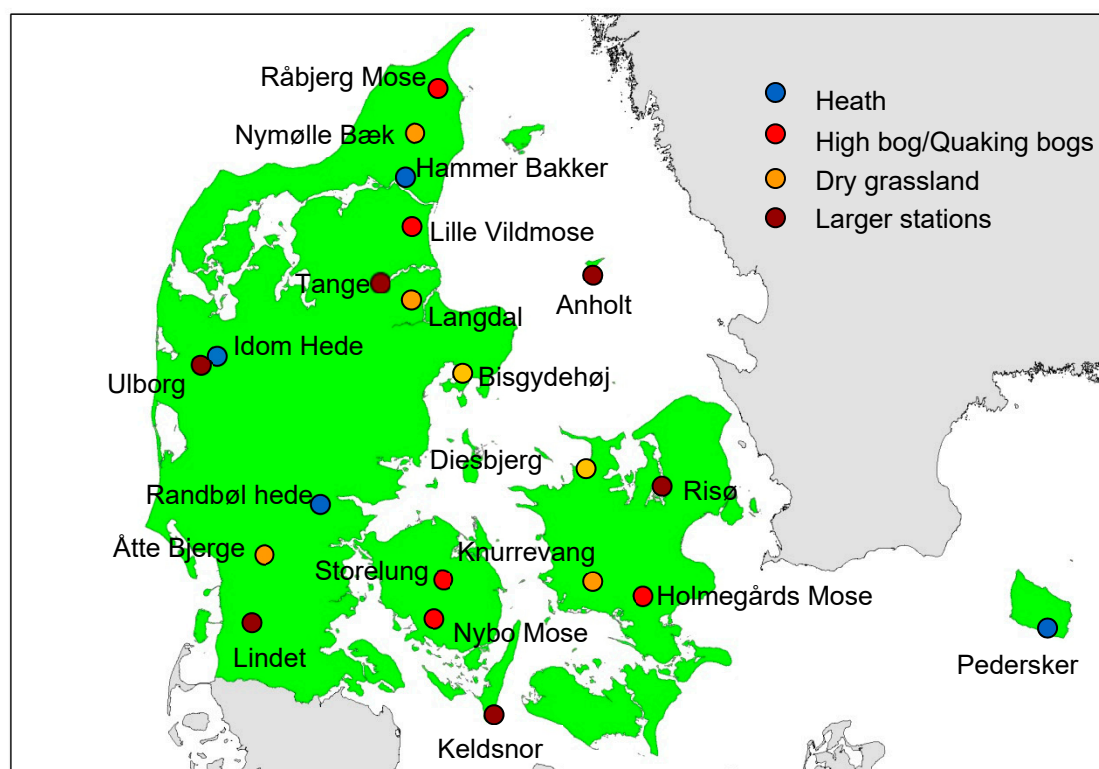 Råbjerg Mose
Heath
Nymølle Bæk
High bog/Quaking bogs
Hammer Bakker
Dry grassland
Larger stations
Lille Vildmose
Tange
Anholt
Langdal
Idom Hede
Ulborg
Bisgydehøj
Diesbjerg
Risø
Randbøl hede
Åtte Bjerge
Knurrevang
Storelung
Holmegårds Mose
Nybo Mose
Lindet
Pedersker
Keldsnor